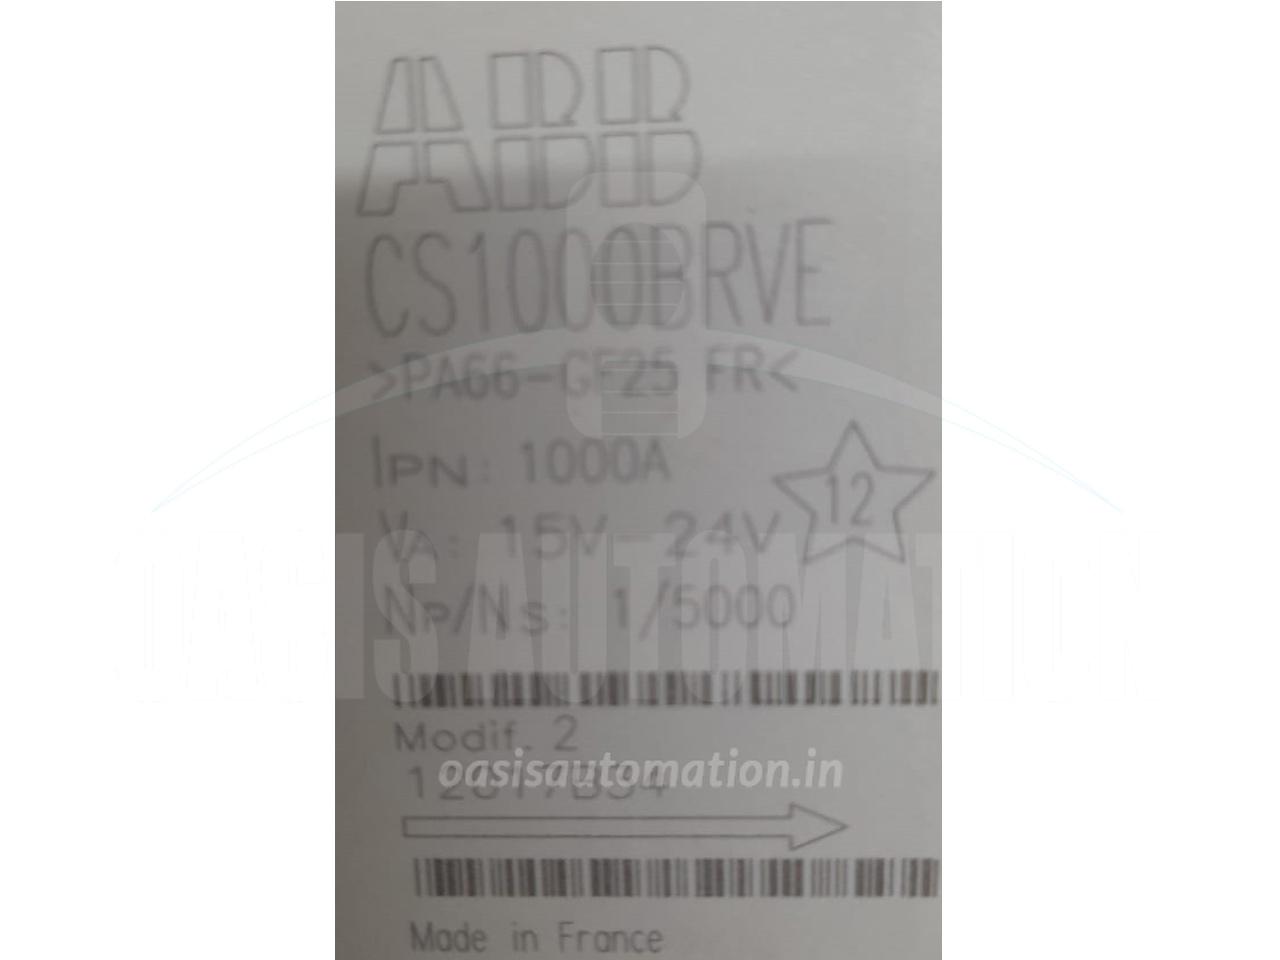 ABB
CS1000BRVE
>PA66-GF25 FR<
IPN: 1000A
12
VA: 15V-24V
NP/NS: 1/5000
OASIS AUTOMATION
Modif. 2
oasisautomation.in
Made in France